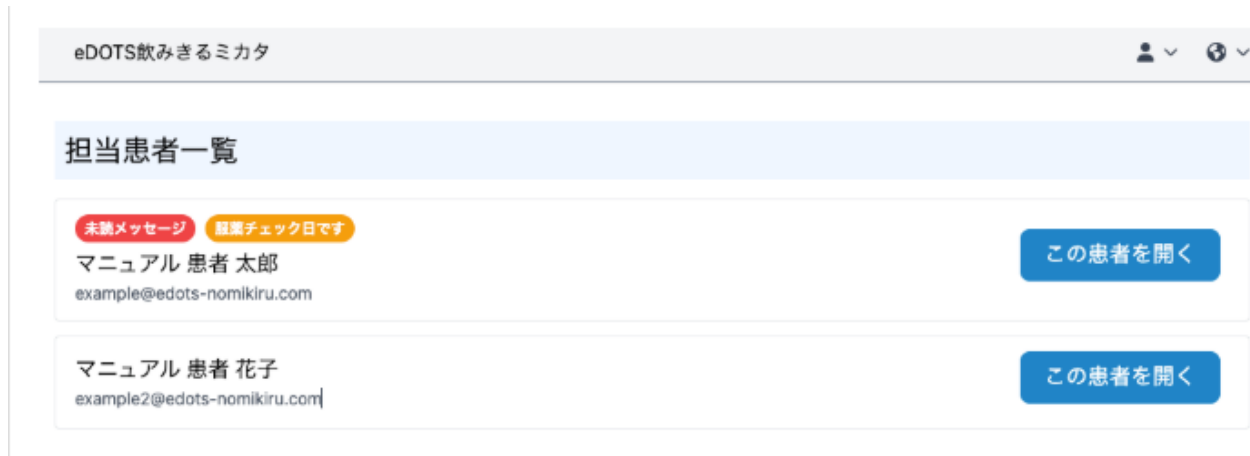 eDOTS飲みきるミカタ
担当患者一覧
未読メッセージ 服薬チェック日です
マニュアル 患者 太郎
example@edots-nomikiru.com
この患者を開く
マニュアル 患者 花子
example2@edots-nomikiru.com
この患者を開く